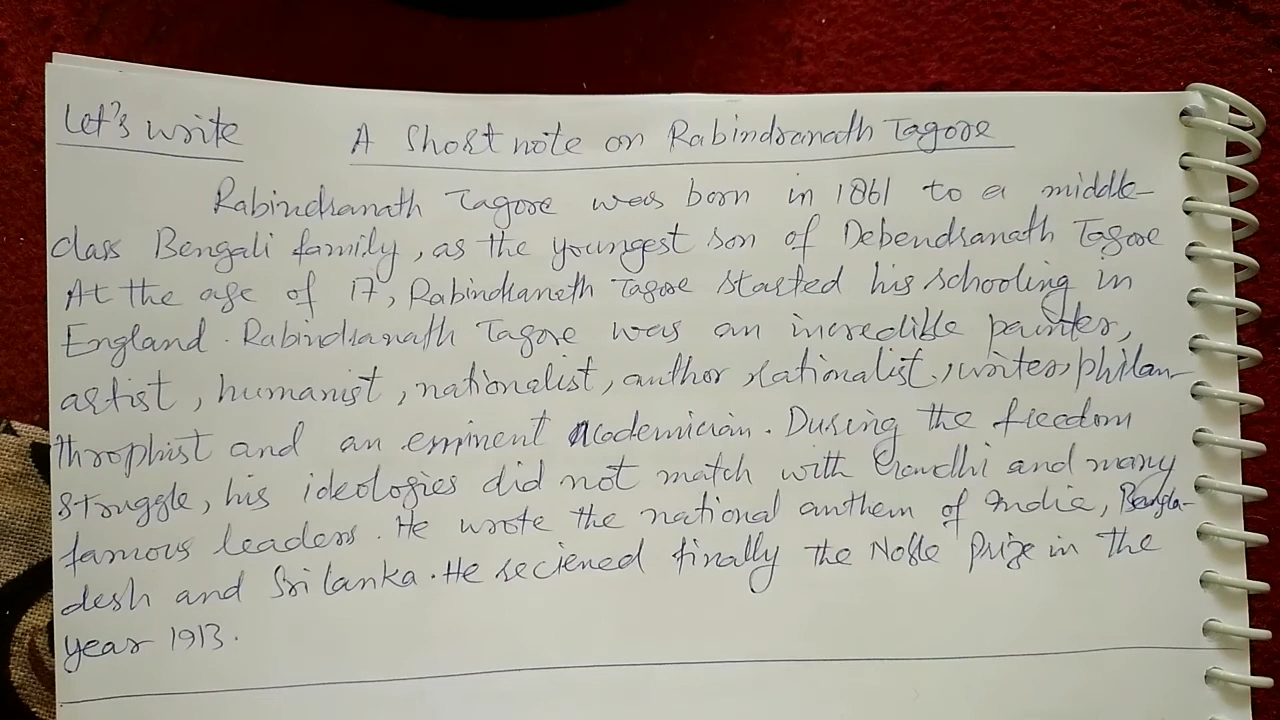 Let's write A Short note on Rabindranath Tagore
Rabindranath Tagore was born in 1861 to a middle-
class Bengali family, as the youngest son of Debendranath Tagore
At the age of 17, Rabindraneth Tagore started his schooling in
England. Rabindranath Tagore was an incredible painter,
artist, humanist, nationalist, author rationalist, writer, philan-
throphist and an eminent academician. During the freedom
struggle, his ideologies did not match with Gandhi and many
famous leaders. He wrote the national anthem of India, Bangla-
desh and Sri lanka. He reciened finally the Noble Prize in the
year 1913.